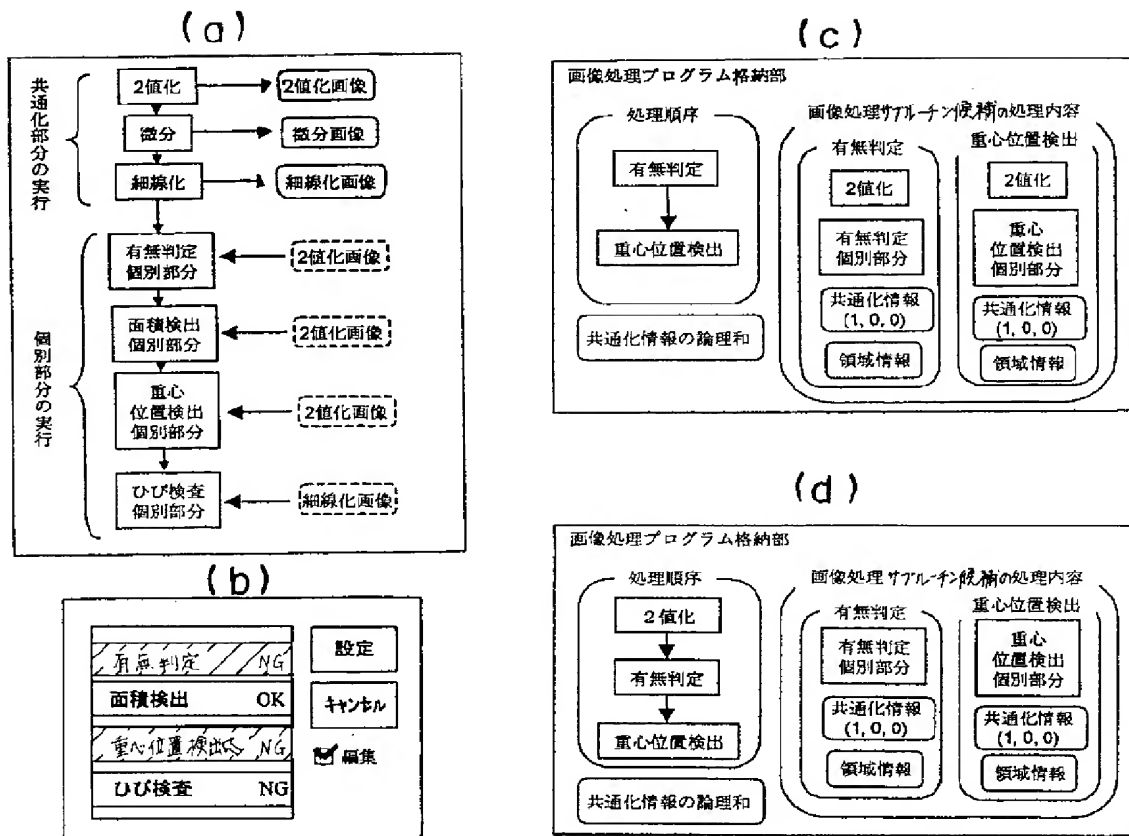 (a)
共通化部分の実行
2値化
2値化画像
微分
微分画像
細線化
細線化画像
個別部分の実行
有無判定
個別部分
2値化画像
面積検出
個別部分
2値化画像
重心
位置検出
個別部分
2値化画像
ひび検査
個別部分
細線化画像
(b)
有無判定 NG
面積検出 OK
重心位置検出 NG
ひび検査 NG
設定
キャンセル
編集
(c)
画像処理プログラム格納部
処理順序
有無判定
重心位置検出
共通化情報の論理和
画像処理サブルーチン候補の処理内容
有無判定
2値化
有無判定
個別部分
共通化情報
(1, 0, 0)
領域情報
重心位置検出
2値化
重心
位置検出
個別部分
共通化情報
(1, 0, 0)
領域情報
(d)
画像処理プログラム格納部
処理順序
2値化
有無判定
重心位置検出
共通化情報の論理和
画像処理サブルーチン候補の処理内容
有無判定
有無判定
個別部分
共通化情報
(1, 0, 0)
領域情報
重心位置検出
重心
位置検出
個別部分
共通化情報
(1, 0, 0)
領域情報